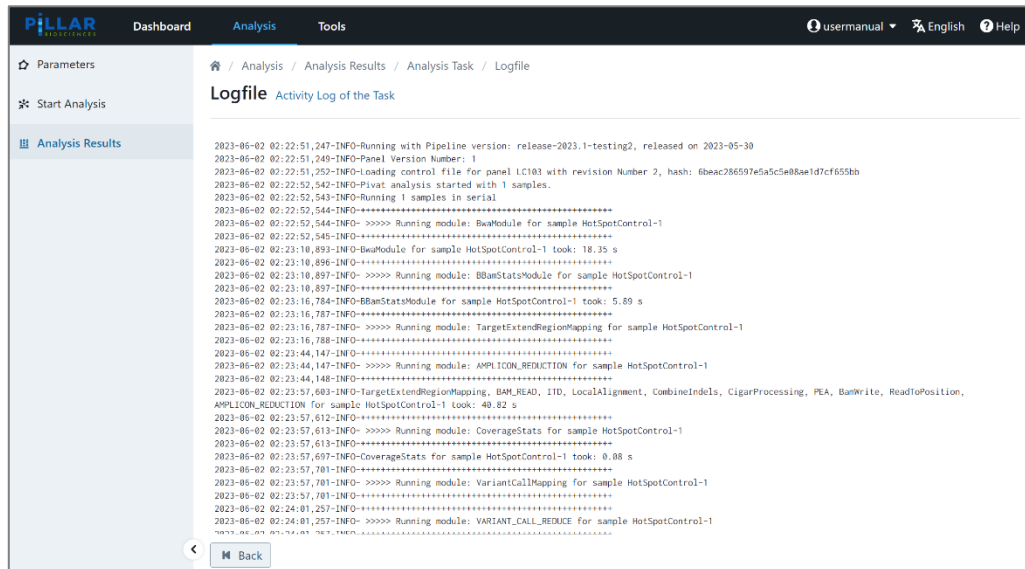 PiLLAR
BIOSCIENCES
Dashboard
Analysis
Tools
usermanual
English
Help
Parameters
Start Analysis
Analysis Results
/ Analysis / Analysis Results / Analysis Task / Logfile
Logfile Activity Log of the Task
2023-06-02 02:22:51,247-INFO-Running with Pipeline version: release-2023.1-testing2, released on 2023-05-30
2023-06-02 02:22:51,249-INFO-Panel Version Number: 1
2023-06-02 02:22:51,252-INFO-Loading control file for panel LC103 with revision Number 2, hash: 6beac286597e5a5c5e08ae1d7cf655bb
2023-06-02 02:22:52,542-INFO-Pivat analysis started with 1 samples.
2023-06-02 02:22:52,543-INFO-Running 1 samples in serial
2023-06-02 02:22:52,544-INFO-++++++++++++++++++++++++++++++++++++++++++++++++++
2023-06-02 02:22:52,544-INFO- >>>>> Running module: BwaModule for sample HotSpotControl-1
2023-06-02 02:22:52,545-INFO-++++++++++++++++++++++++++++++++++++++++++++++++++
2023-06-02 02:23:10,893-INFO-BwaModule for sample HotSpotControl-1 took: 18.35 s
2023-06-02 02:23:10,896-INFO-++++++++++++++++++++++++++++++++++++++++++++++++++
2023-06-02 02:23:10,897-INFO- >>>>> Running module: BBamStatsModule for sample HotSpotControl-1
2023-06-02 02:23:10,897-INFO-++++++++++++++++++++++++++++++++++++++++++++++++++
2023-06-02 02:23:16,784-INFO-BBamStatsModule for sample HotSpotControl-1 took: 5.89 s
2023-06-02 02:23:16,787-INFO-++++++++++++++++++++++++++++++++++++++++++++++++++
2023-06-02 02:23:16,787-INFO- >>>>> Running module: TargetExtendRegionMapping for sample HotSpotControl-1
2023-06-02 02:23:16,788-INFO-++++++++++++++++++++++++++++++++++++++++++++++++++
2023-06-02 02:23:44,147-INFO-++++++++++++++++++++++++++++++++++++++++++++++++++
2023-06-02 02:23:44,147-INFO- >>>>> Running module: AMPLICON_REDUCTION for sample HotSpotControl-1
2023-06-02 02:23:44,148-INFO-++++++++++++++++++++++++++++++++++++++++++++++++++
2023-06-02 02:23:57,603-INFO-TargetExtendRegionMapping, BAM_READ, ITD, LocalAlignment, CombineIndels, CigarProcessing, PEA, BamWrite, ReadToPosition,
AMPLICON_REDUCTION for sample HotSpotControl-1 took: 40.82 s
2023-06-02 02:23:57,612-INFO-++++++++++++++++++++++++++++++++++++++++++++++++++
2023-06-02 02:23:57,613-INFO- >>>>> Running module: CoverageStats for sample HotSpotControl-1
2023-06-02 02:23:57,613-INFO-++++++++++++++++++++++++++++++++++++++++++++++++++
2023-06-02 02:23:57,697-INFO-CoverageStats for sample HotSpotControl-1 took: 0.08 s
2023-06-02 02:23:57,701-INFO-++++++++++++++++++++++++++++++++++++++++++++++++++
2023-06-02 02:23:57,701-INFO- >>>>> Running module: VariantCallMapping for sample HotSpotControl-1
2023-06-02 02:23:57,701-INFO-++++++++++++++++++++++++++++++++++++++++++++++++++
2023-06-02 02:24:01,257-INFO-++++++++++++++++++++++++++++++++++++++++++++++++++
2023-06-02 02:24:01,257-INFO- >>>>> Running module: VARIANT_CALL_REDUCE for sample HotSpotControl-1
Back